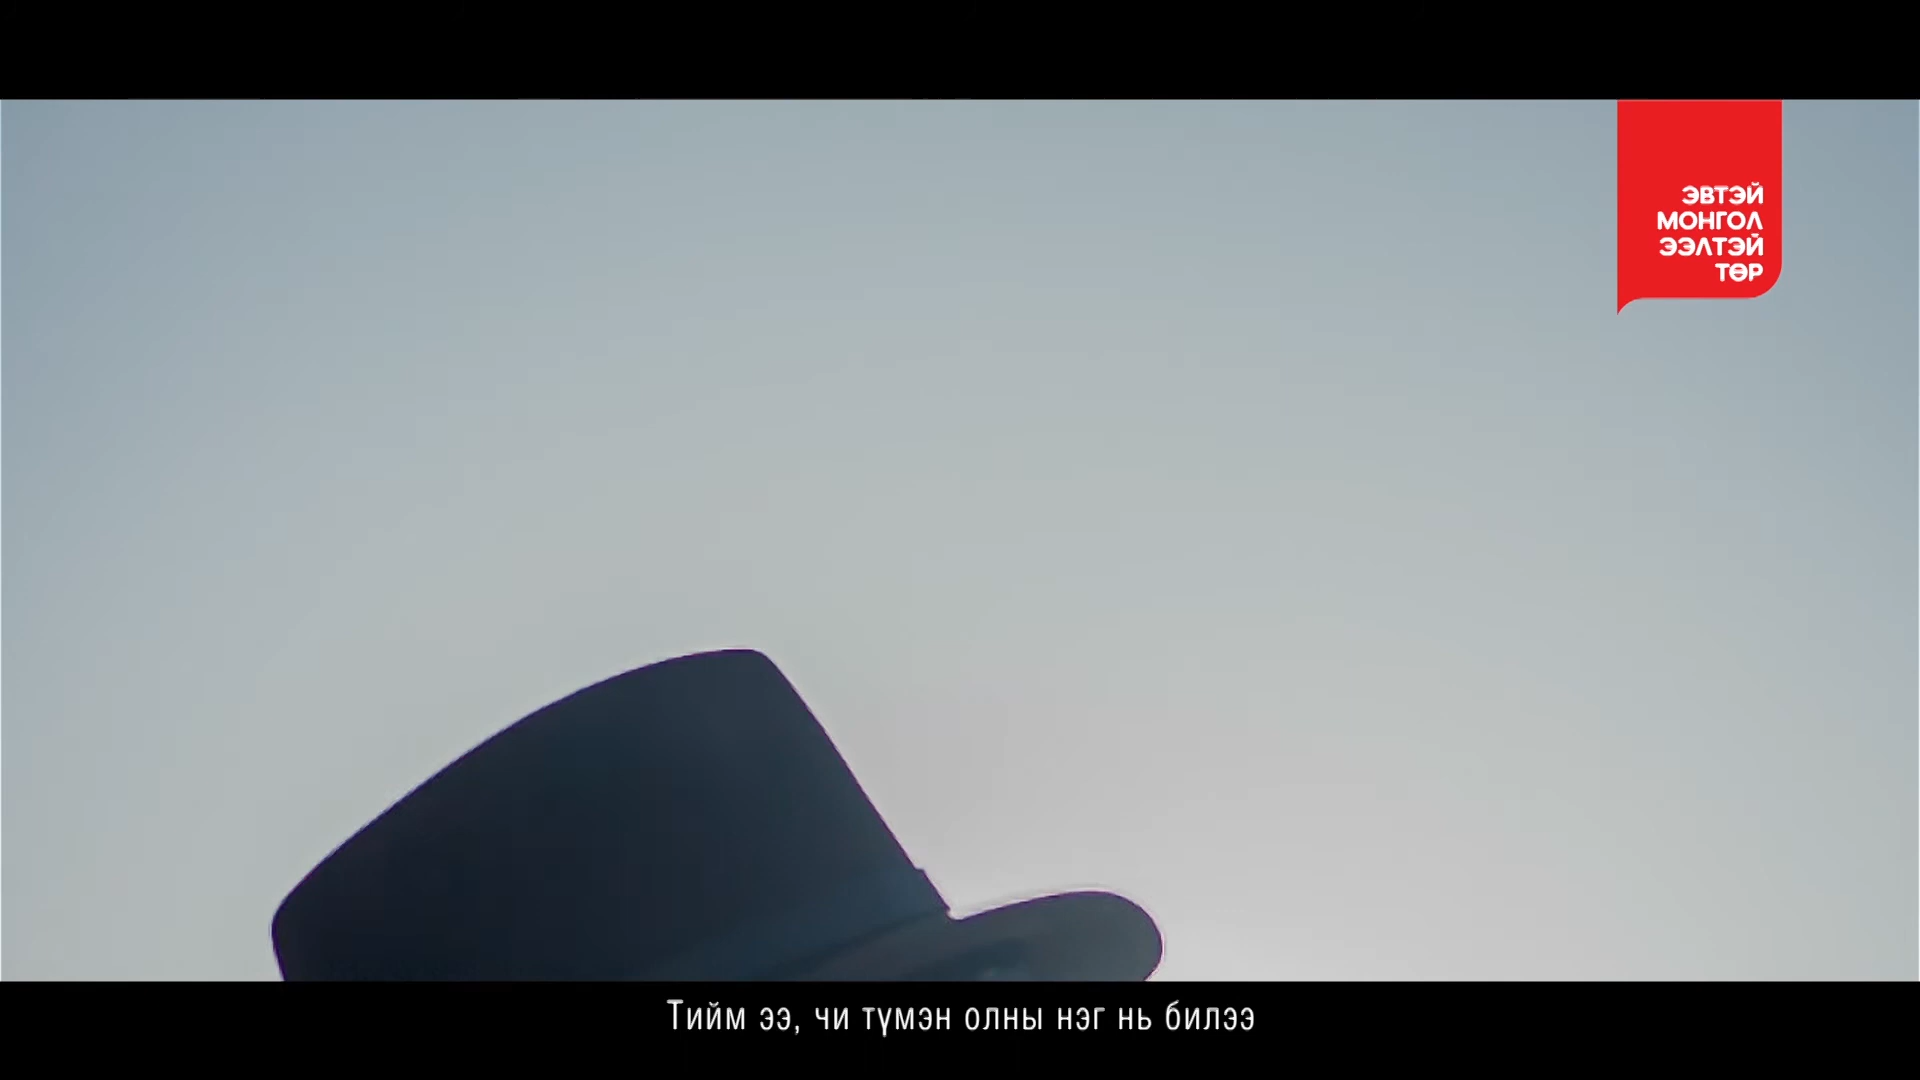 ЭВТЭЙ
МОНГОЛ
ЭЭЛТЭЙ
ТӨР
Тийм ээ, чи түмэн олны нэг нь билээ